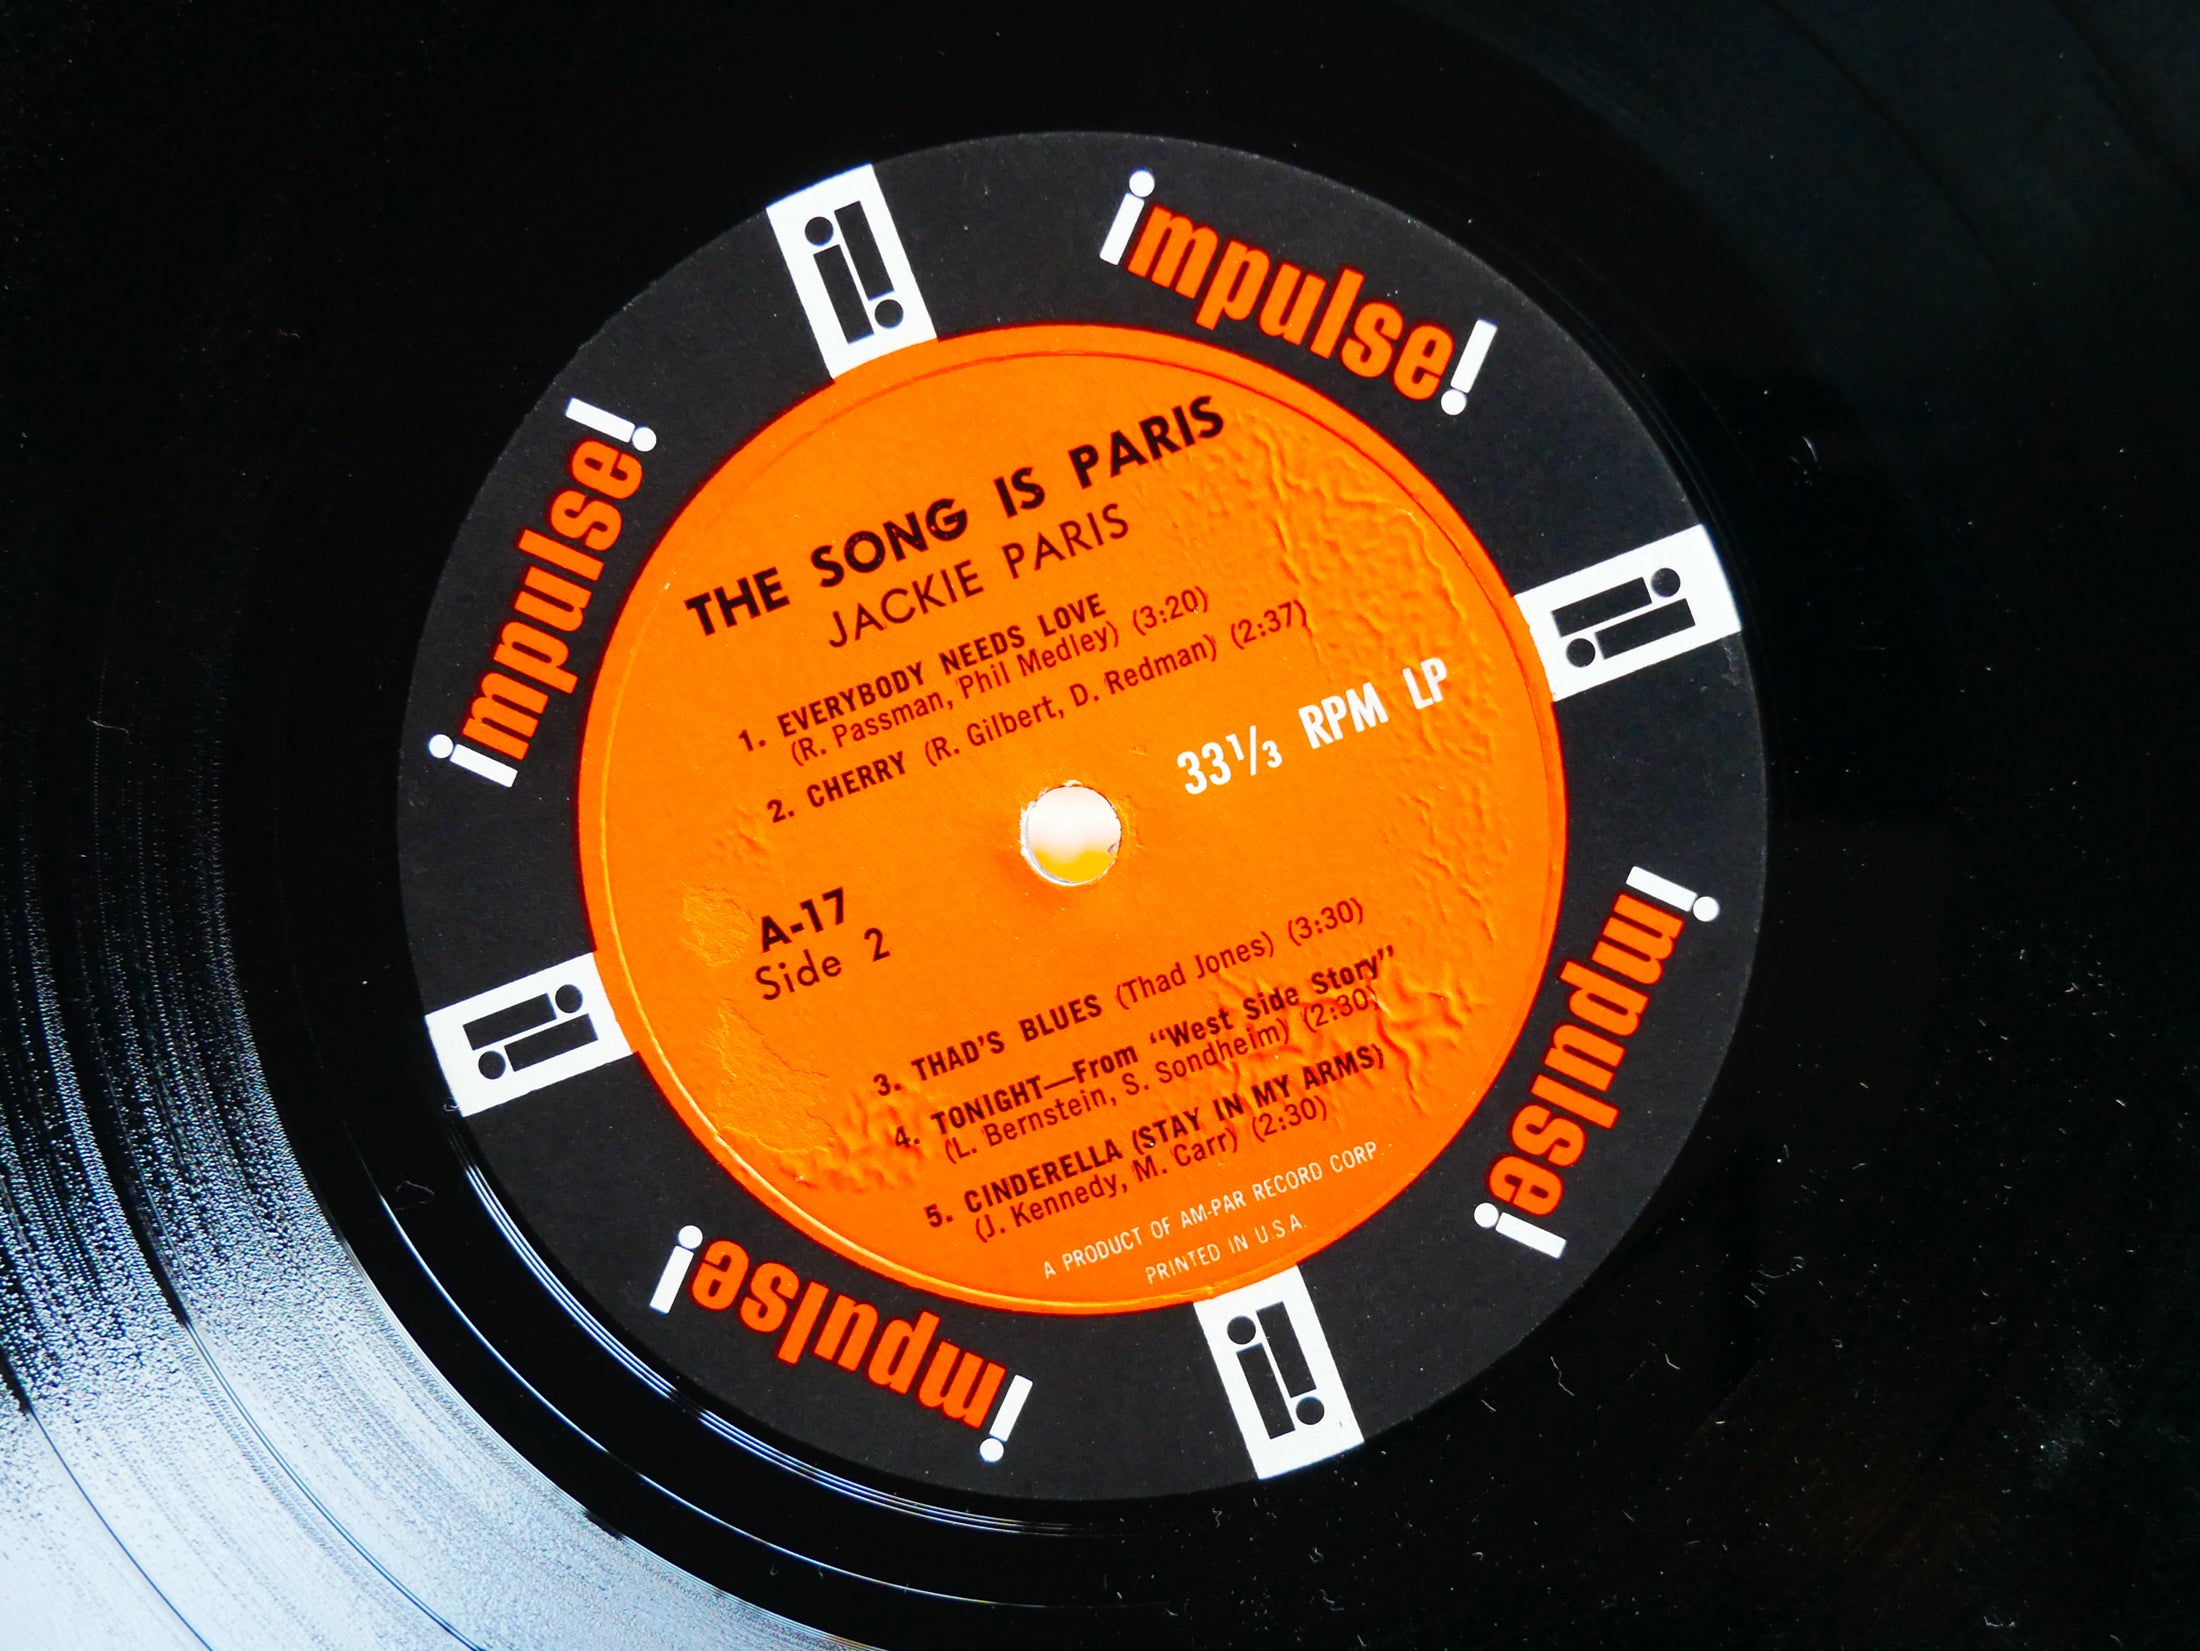 impulse!
impulse!
THE SONG IS PARIS
JACKIE PARIS
1. EVERYBODY NEEDS LOVE
(R. Passman, Phil Medley) (3:20)
2. CHERRY (R. Gilbert, D. Redman) (2:37)
33⅓ RPM LP
A-17
Side 2
3. THAD'S BLUES (Thad Jones) (3:30)
4. TONIGHT—From “West Side Story”
(L. Bernstein, S. Sondheim) (2:30)
5. CINDERELLA (STAY IN MY ARMS)
(J. Kennedy, M. Carr) (2:30)
A PRODUCT OF AM-PAR RECORD CORP.
PRINTED IN U.S.A.
impulse!
impulse!